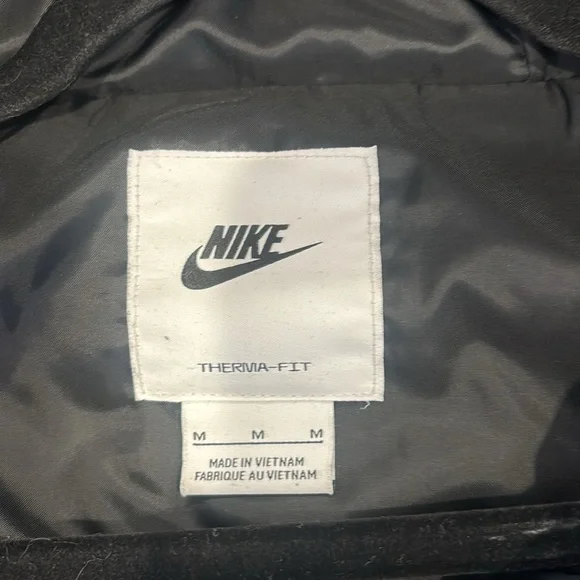 NIKE
THERMA-FIT
M M M
MADE IN VIETNAM
FABRIQUE AU VIETNAM